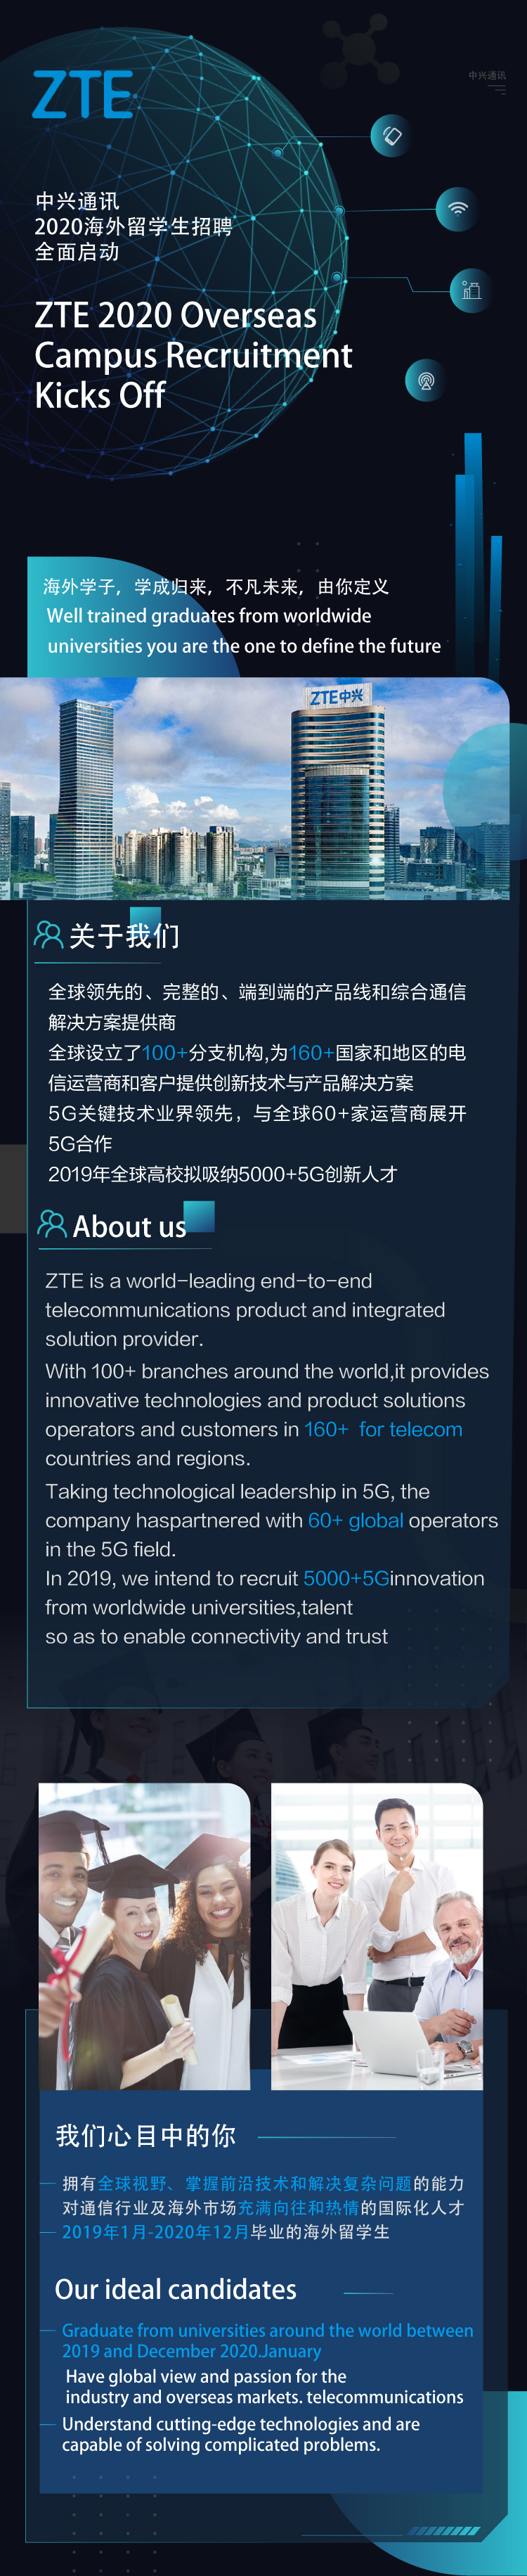 中兴通讯
ZTE
中兴通讯
2020海外留学生招聘
全面启动
ZTE 2020 Overseas
Campus Recruitment
Kicks Off
海外学子，学成归来，不凡未来，由你定义
Well trained graduates from worldwide
universities you are the one to define the future
ZTE中兴
关于我们
全球领先的、完整的、端到端的产品线和综合通信
解决方案提供商
全球设立了100+分支机构,为160+国家和地区的电
信运营商和客户提供创新技术与产品解决方案
5G关键技术业界领先，与全球60+家运营商展开
5G合作
2019年全球高校拟吸纳5000+5G创新人才
About us
ZTE is a world-leading end-to-end
telecommunications product and integrated
solution provider.
With 100+ branches around the world,it provides
innovative technologies and product solutions
operators and customers in 160+ for telecom
countries and regions.
Taking technological leadership in 5G, the
company haspartnered with 60+ global operators
in the 5G field.
In 2019, we intend to recruit 5000+5Ginnovation
from worldwide universities,talent
so as to enable connectivity and trust
我们心目中的你
拥有全球视野、掌握前沿技术和解决复杂问题的能力
对通信行业及海外市场充满向往和热情的国际化人才
2019年1月-2020年12月毕业的海外留学生
Our ideal candidates
Graduate from universities around the world between
2019 and December 2020.January
Have global view and passion for the
industry and overseas markets. telecommunications
Understand cutting-edge technologies and are
capable of solving complicated problems.